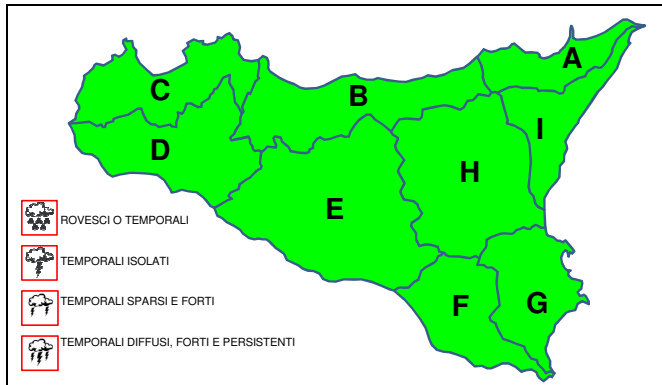 A
B
C
I
D
H
E
ROVESCI O TEMPORALI
TEMPORALI ISOLATI
TEMPORALI SPARSI E FORTI
F
G
TEMPORALI DIFFUSI, FORTI E PERSISTENTI